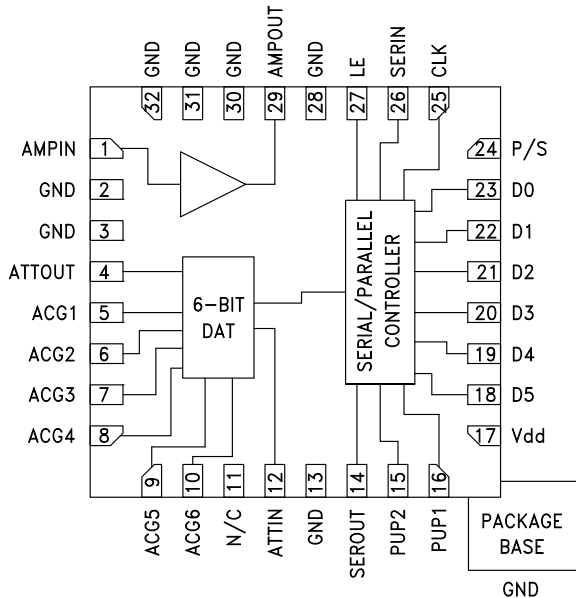 GND
GND
GND
AMPOUT
GND
LE
SERIN
CLK
32
31
30
29
28
27
26
25
AMPIN
1
GND
2
GND
3
ATTOUT
4
ACG1
5
ACG2
6
ACG3
7
ACG4
8
6-BIT
DAT
SERIAL/PARALLEL
CONTROLLER
24
P/S
23
D0
22
D1
21
D2
20
D3
19
D4
18
D5
17
Vdd
9
10
11
12
13
14
15
16
ACG5
ACG6
N/C
ATTIN
GND
SEROUT
PUP2
PUP1
PACKAGE
BASE
GND